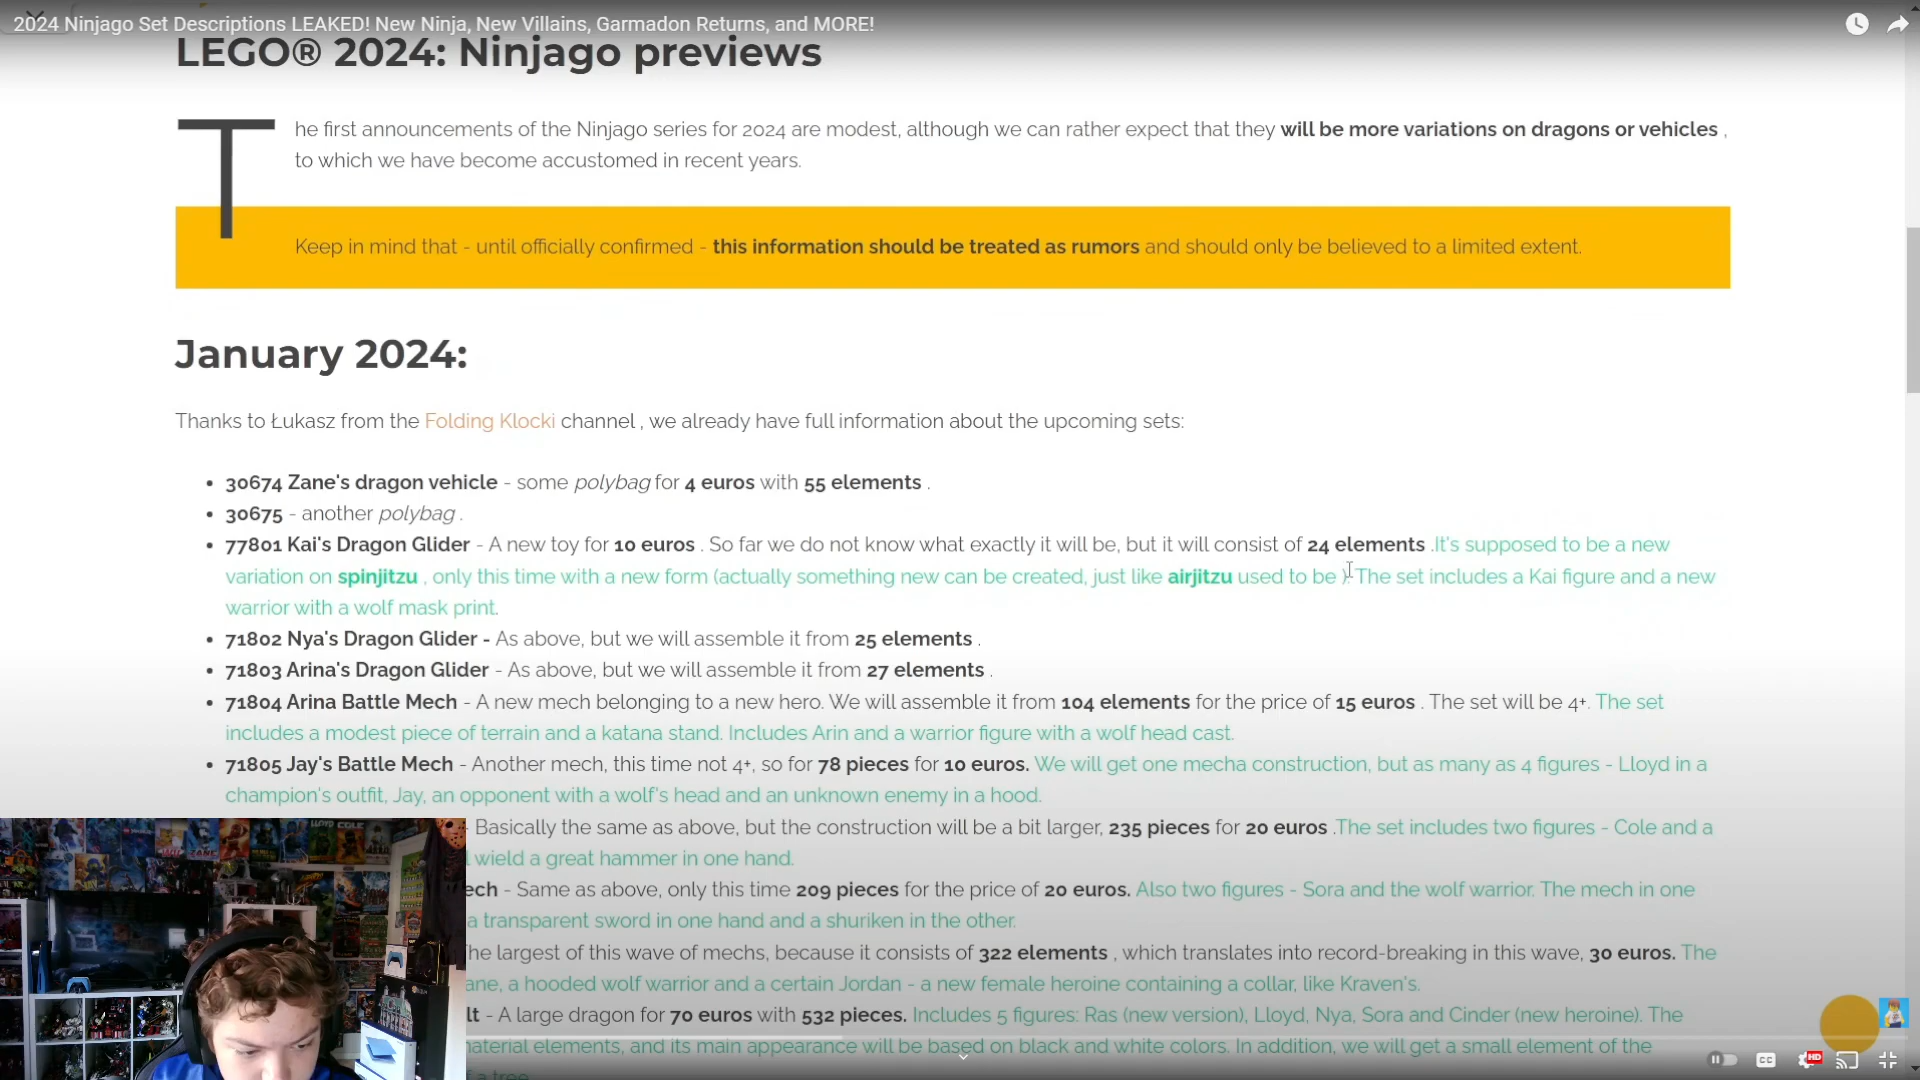 2024 Ninjago Set Descriptions LEAKED! New Ninja, New Villains, Garmadon Returns, and MORE!
LEGO® 2024: Ninjago previews
The first announcements of the Ninjago series for 2024 are modest, although we can rather expect that they will be more variations on dragons or vehicles ,
to which we have become accustomed in recent years.
Keep in mind that - until officially confirmed - this information should be treated as rumors and should only be believed to a limited extent.
January 2024:
Thanks to Łukasz from the Folding Klocki channel , we already have full information about the upcoming sets:
• 30674 Zane's dragon vehicle - some polybag for 4 euros with 55 elements .
• 30675 - another polybag .
• 77801 Kai's Dragon Glider - A new toy for 10 euros . So far we do not know what exactly it will be, but it will consist of 24 elements .It's supposed to be a new
variation on spinjitzu , only this time with a new form (actually something new can be created, just like airjitzu used to be ). The set includes a Kai figure and a new
warrior with a wolf mask print.
• 71802 Nya's Dragon Glider - As above, but we will assemble it from 25 elements .
• 71803 Arina's Dragon Glider - As above, but we will assemble it from 27 elements .
• 71804 Arina Battle Mech - A new mech belonging to a new hero. We will assemble it from 104 elements for the price of 15 euros . The set will be 4+. The set
includes a modest piece of terrain and a katana stand. Includes Arin and a warrior figure with a wolf head cast.
• 71805 Jay's Battle Mech - Another mech, this time not 4+, so for 78 pieces for 10 euros. We will get one mecha construction, but as many as 4 figures - Lloyd in a
champion's outfit, Jay, an opponent with a wolf's head and an unknown enemy in a hood.
- Basically the same as above, but the construction will be a bit larger, 235 pieces for 20 euros .The set includes two figures - Cole and a
l wield a great hammer in one hand.
ech - Same as above, only this time 209 pieces for the price of 20 euros. Also two figures - Sora and the wolf warrior. The mech in one
a transparent sword in one hand and a shuriken in the other.
he largest of this wave of mechs, because it consists of 322 elements , which translates into record-breaking in this wave, 30 euros. The
ane, a hooded wolf warrior and a certain Jordan - a new female heroine containing a collar, like Kraven's.
lt - A large dragon for 70 euros with 532 pieces. Includes 5 figures: Ras (new version), Lloyd, Nya, Sora and Cinder (new heroine). The
aterial elements, and its main appearance will be based on black and white colors. In addition, we will get a small element of the
f a tree.
CC
HD